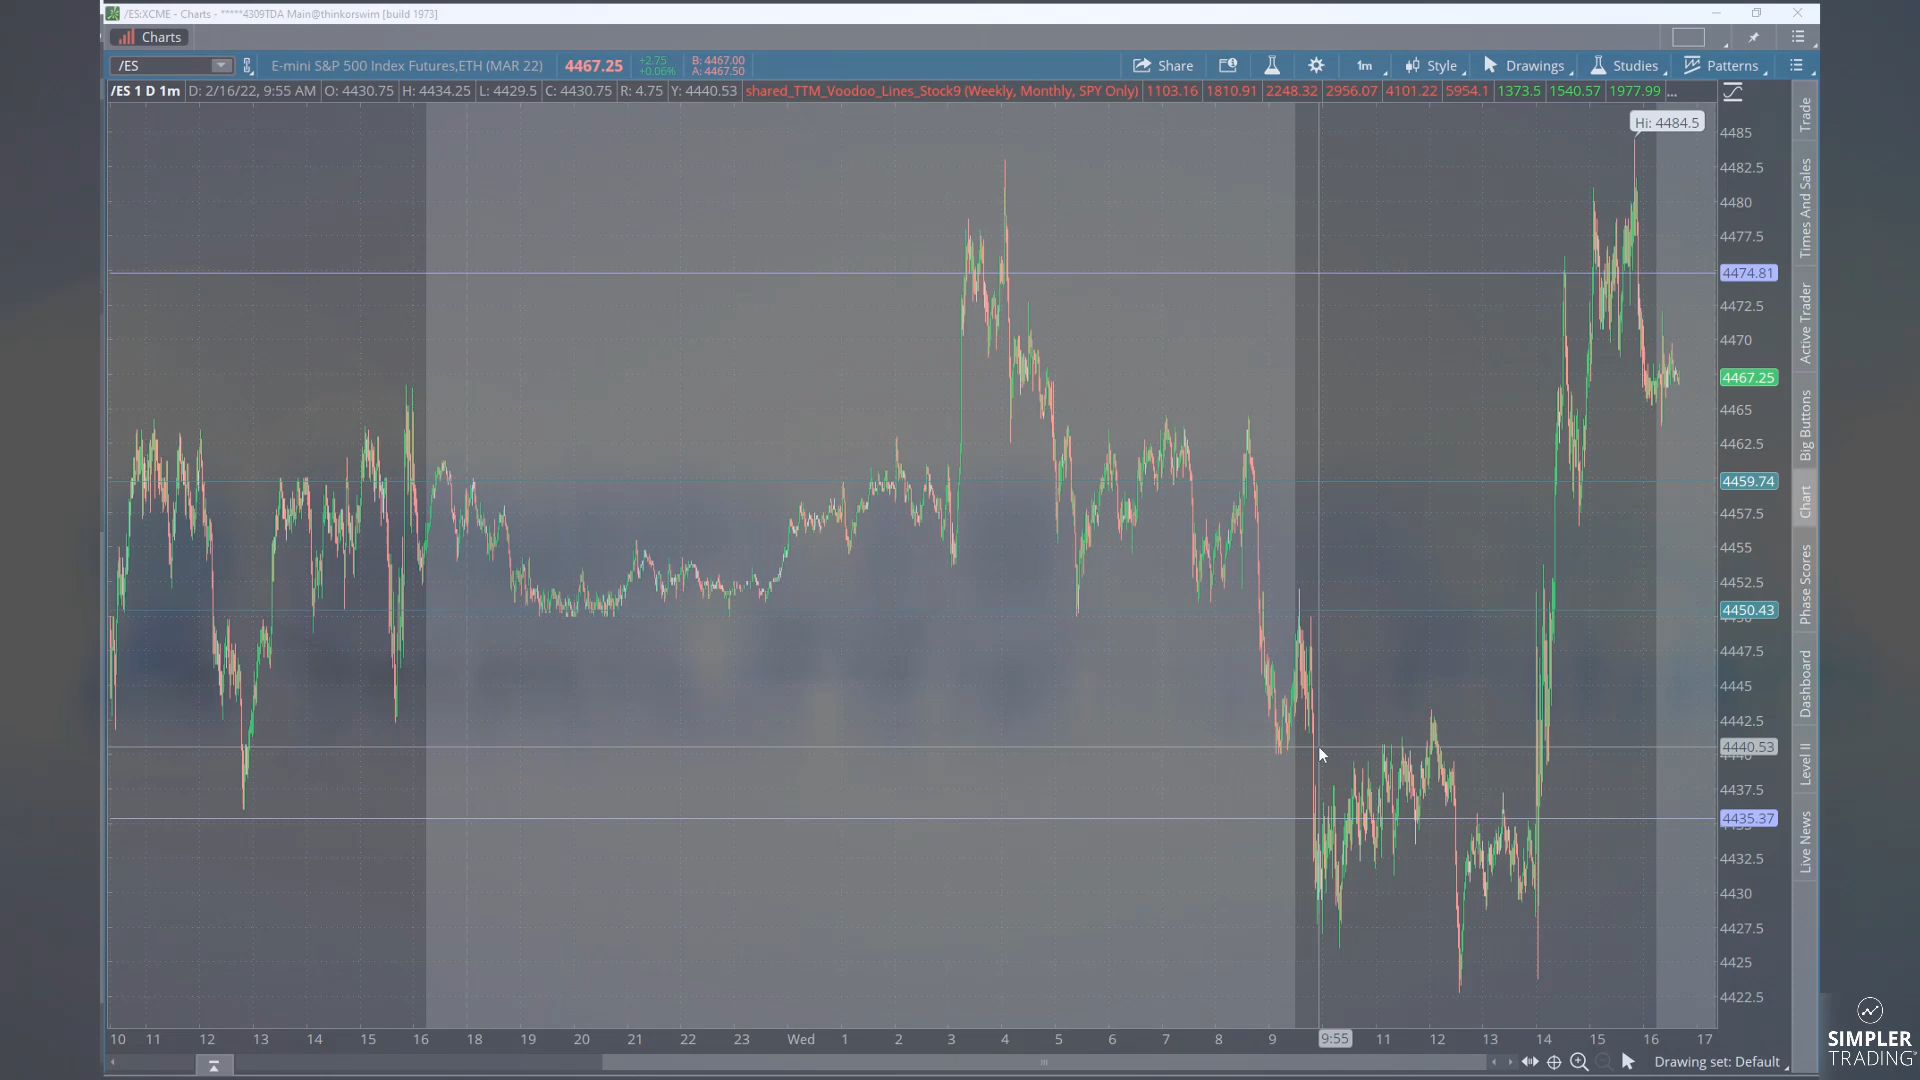 /ES:XCME - Charts - *****4309TDA Main@thinkorswim [build 1973]
Charts
/ES
E-mini S&P 500 Index Futures,ETH (MAR 22)
4467.25
+2.75
+0.06%
B: 4467.00
A: 4467.50
Share
1m
Style
Drawings
Studies
Patterns
/ES 1 D 1m
D: 2/16/22, 9:55 AM
O: 4430.75
H: 4434.25
L: 4429.5
C: 4430.75
R: 4.75
Y: 4440.53
shared_TTM_Voodoo_Lines_Stock9 (Weekly, Monthly, SPY Only)
1103.16
1810.91
2248.32
2956.07
4101.22
5954.1
1373.5
1540.57
1977.99
...
Hi: 4484.5
4485
4482.5
4480
4477.5
4474.81
4472.5
4470
4467.25
4465
4462.5
4459.74
4457.5
4455
4452.5
4450.43
4447.5
4445
4442.5
4440.53
4437.5
4435.37
4432.5
4430
4427.5
4425
4422.5
Trade
Times And Sales
Active Trader
Big Buttons
Chart
Phase Scores
Dashboard
Level II
Live News
10 11 12 13 14 15 16 18 19 20 21 22 23 Wed 1 2 3 4 5 6 7 8 9 9:55 11 12 13 14 15 16 17
Drawing set: Default
SIMPLER
TRADING